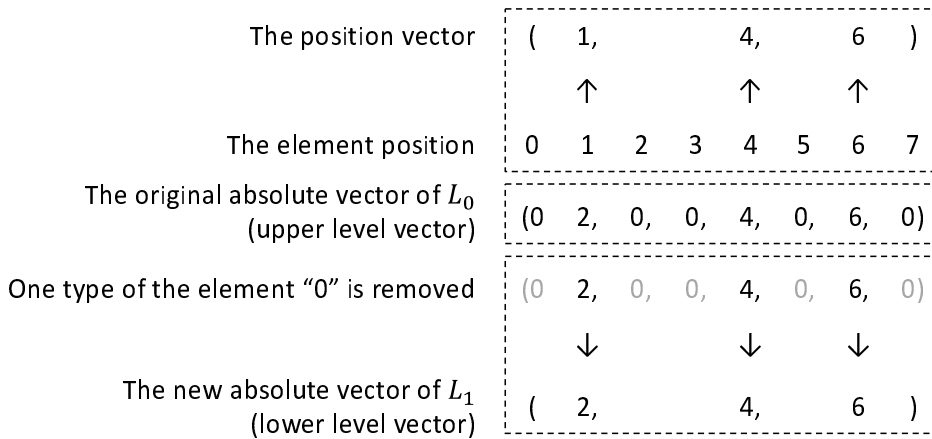 The position vector ( 1, 4, 6 )
↑ ↑ ↑
The element position 0 1 2 3 4 5 6 7
The original absolute vector of L₀
(upper level vector) (0 2, 0, 0, 4, 0, 6, 0)
One type of the element “0” is removed (0 2, 0, 0, 4, 0, 6, 0)
↓ ↓ ↓
The new absolute vector of L₁
(lower level vector) ( 2, 4, 6 )